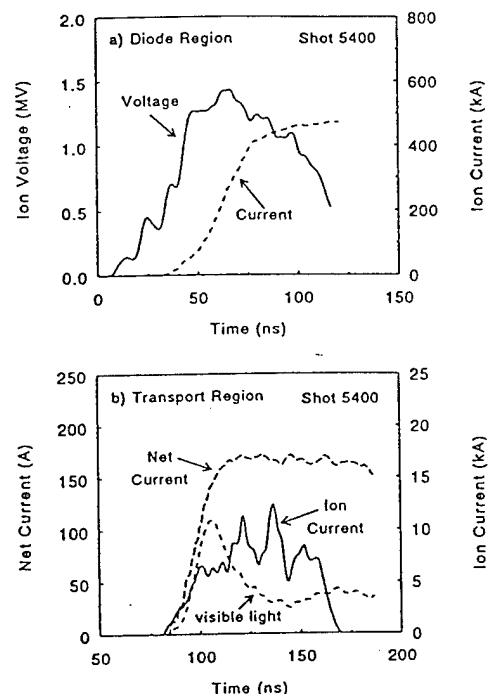 a) Diode Region
Shot 5400
Voltage
Current
Ion Voltage (MV)
2.0
1.5
1.0
0.5
0.0
Ion Current (kA)
800
600
400
200
0
0
50
100
150
Time (ns)
b) Transport Region
Shot 5400
Net
Current
Ion
Current
visible light
Net Current (A)
250
200
150
100
50
0
Ion Current (kA)
25
20
15
10
5
0
50
100
150
200
Time (ns)